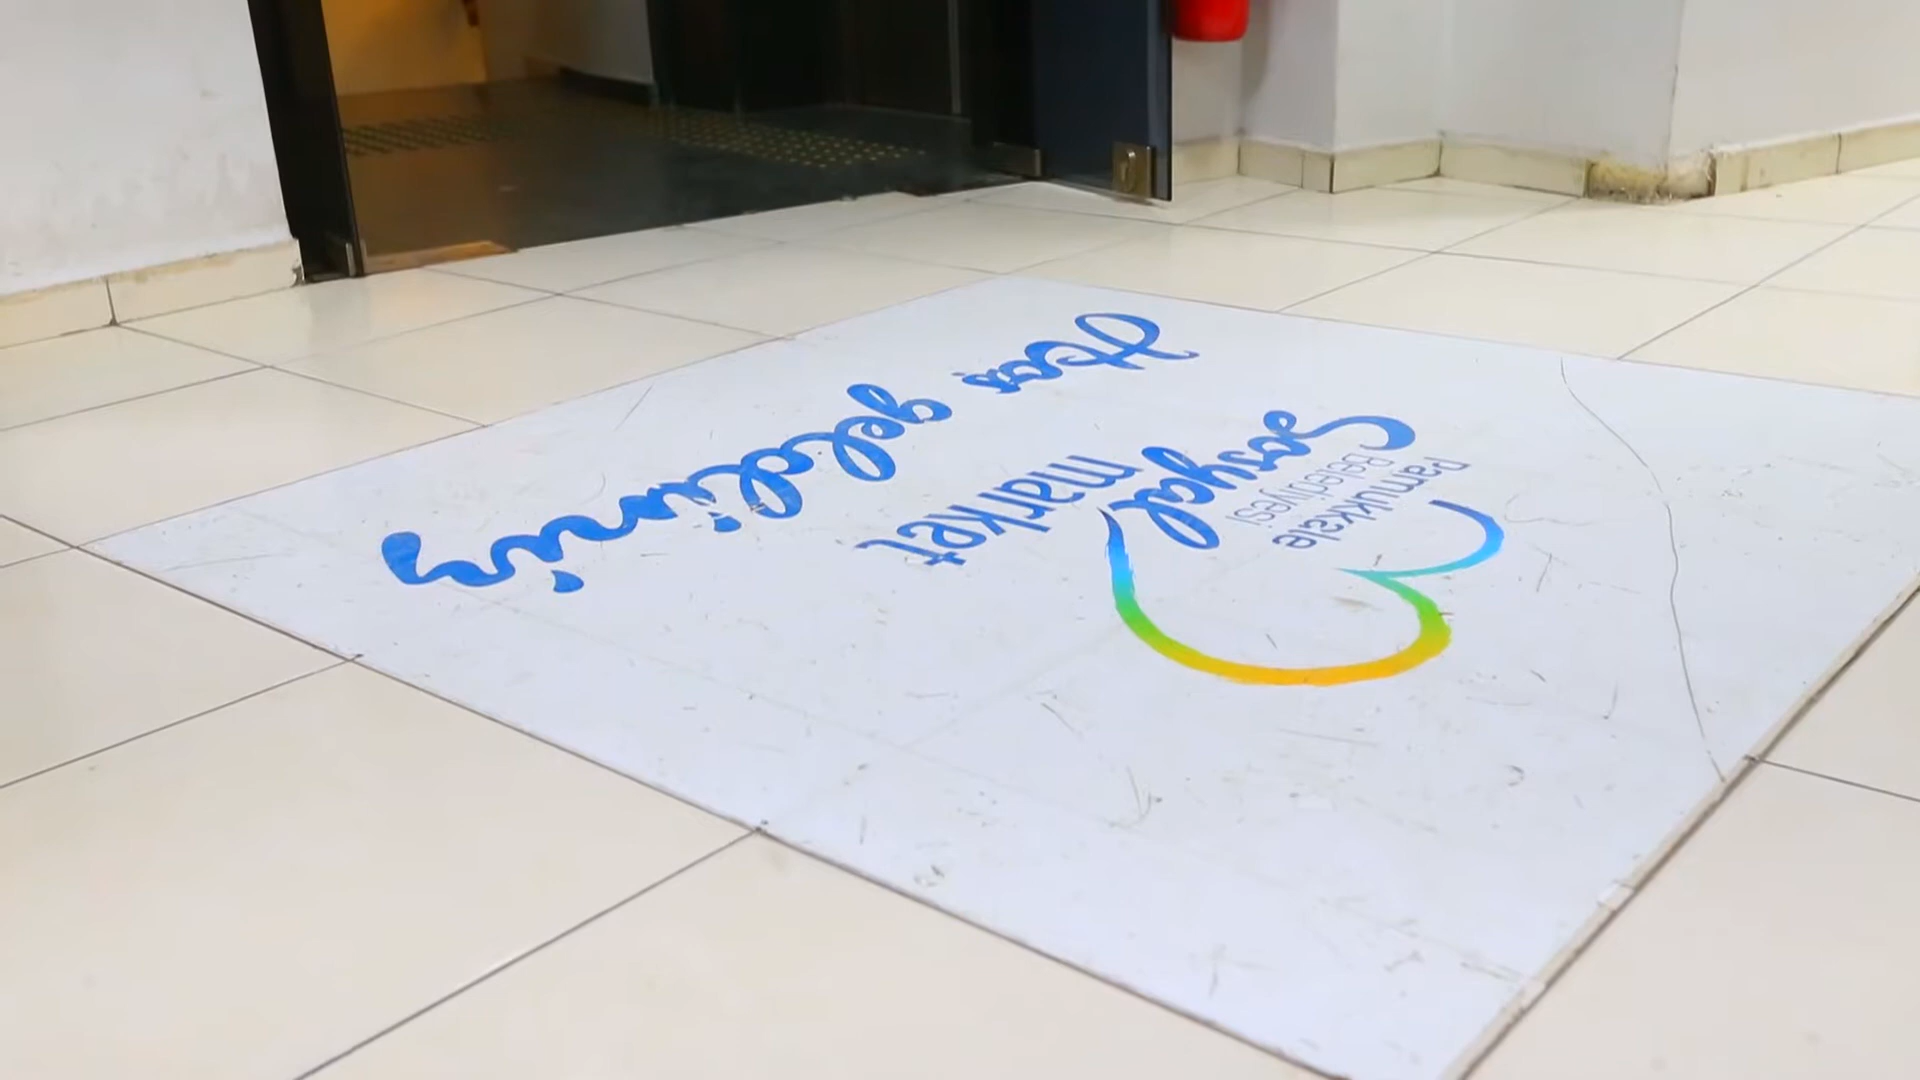 Pamukkale
Belediyesi
Sosyal
market
Hoş geldiniz